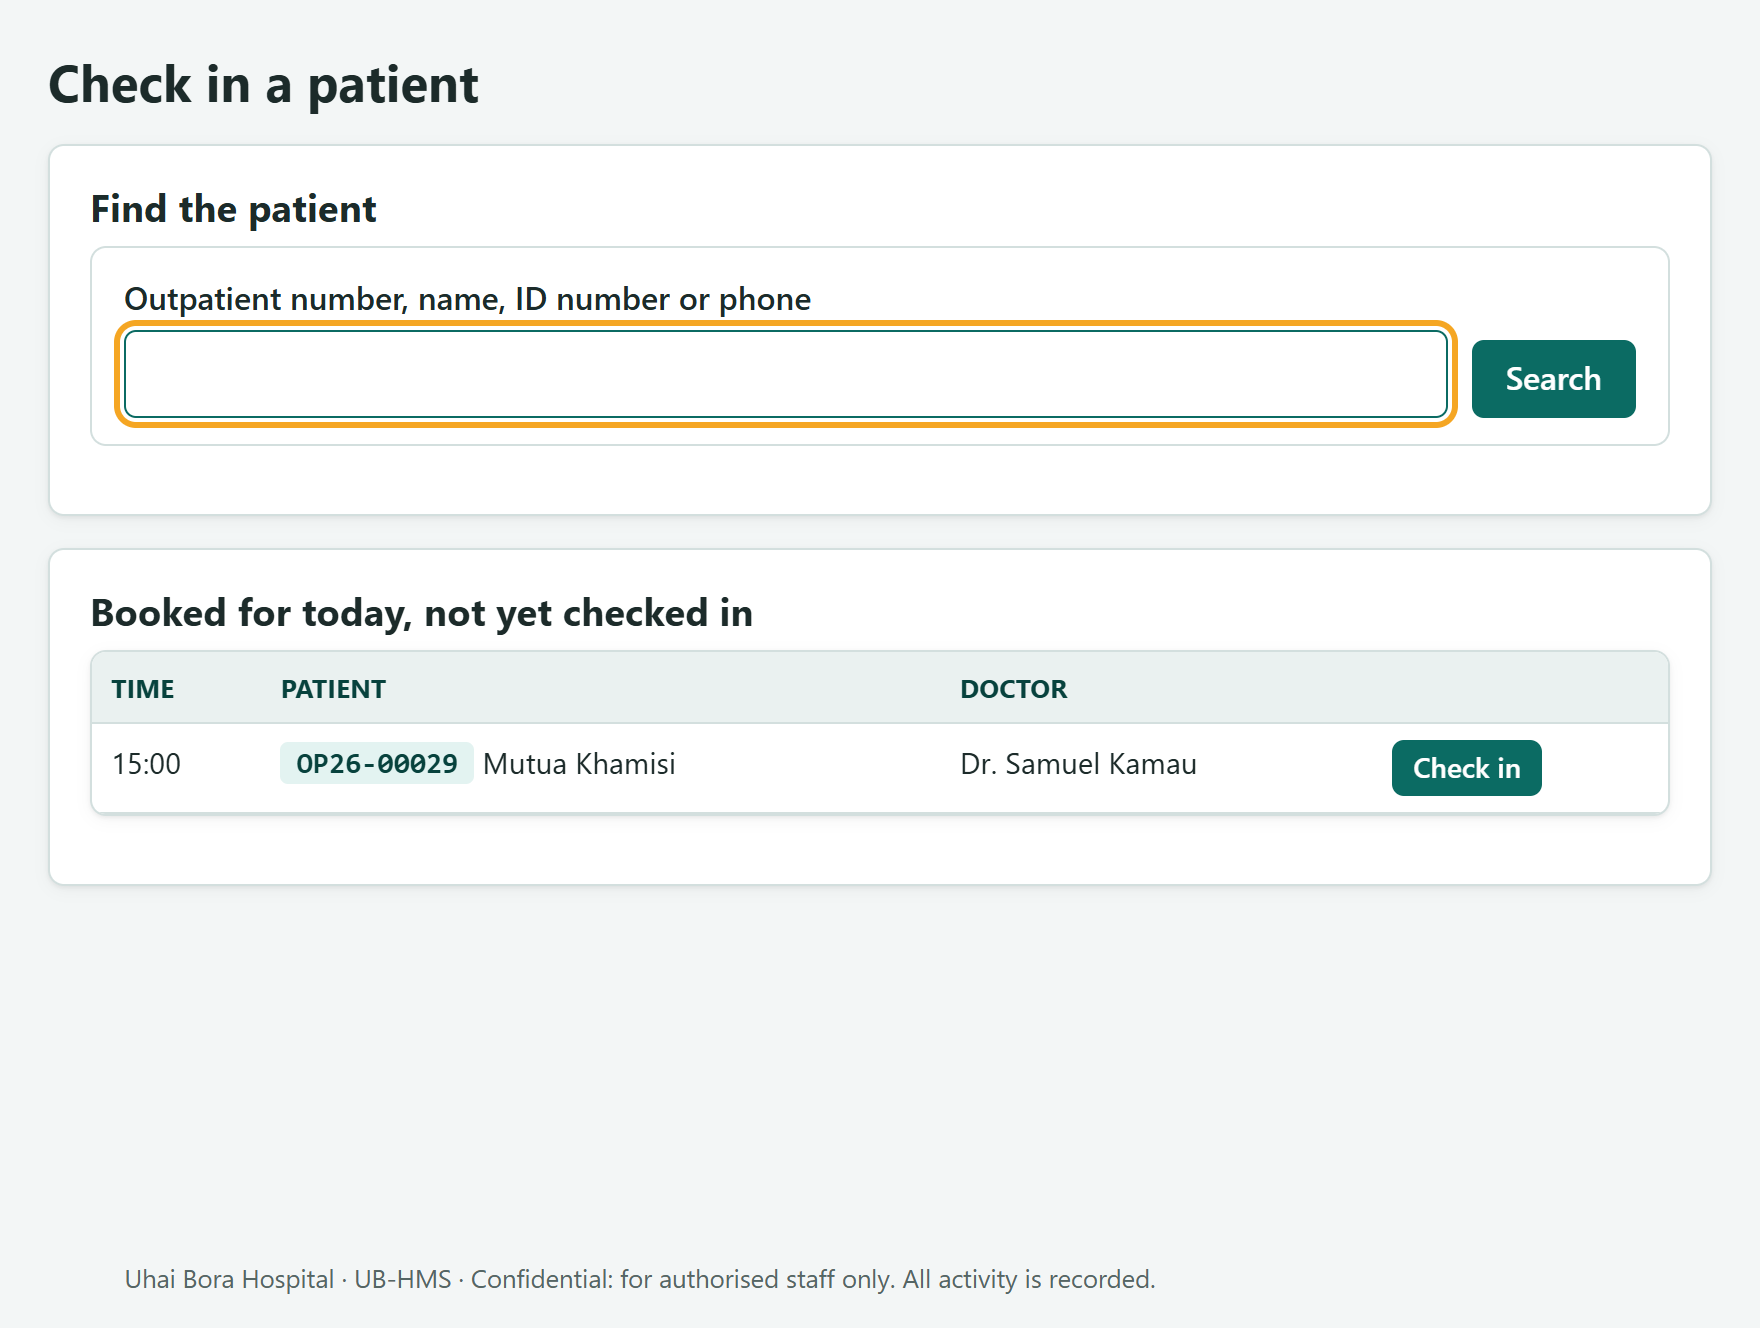 Check in a patient
Find the patient
Outpatient number, name, ID number or phone
Search
Booked for today, not yet checked in
TIME PATIENT DOCTOR
15:00 OP26-00029 Mutua Khamisi Dr. Samuel Kamau Check in
Uhai Bora Hospital · UB-HMS · Confidential: for authorised staff only. All activity is recorded.